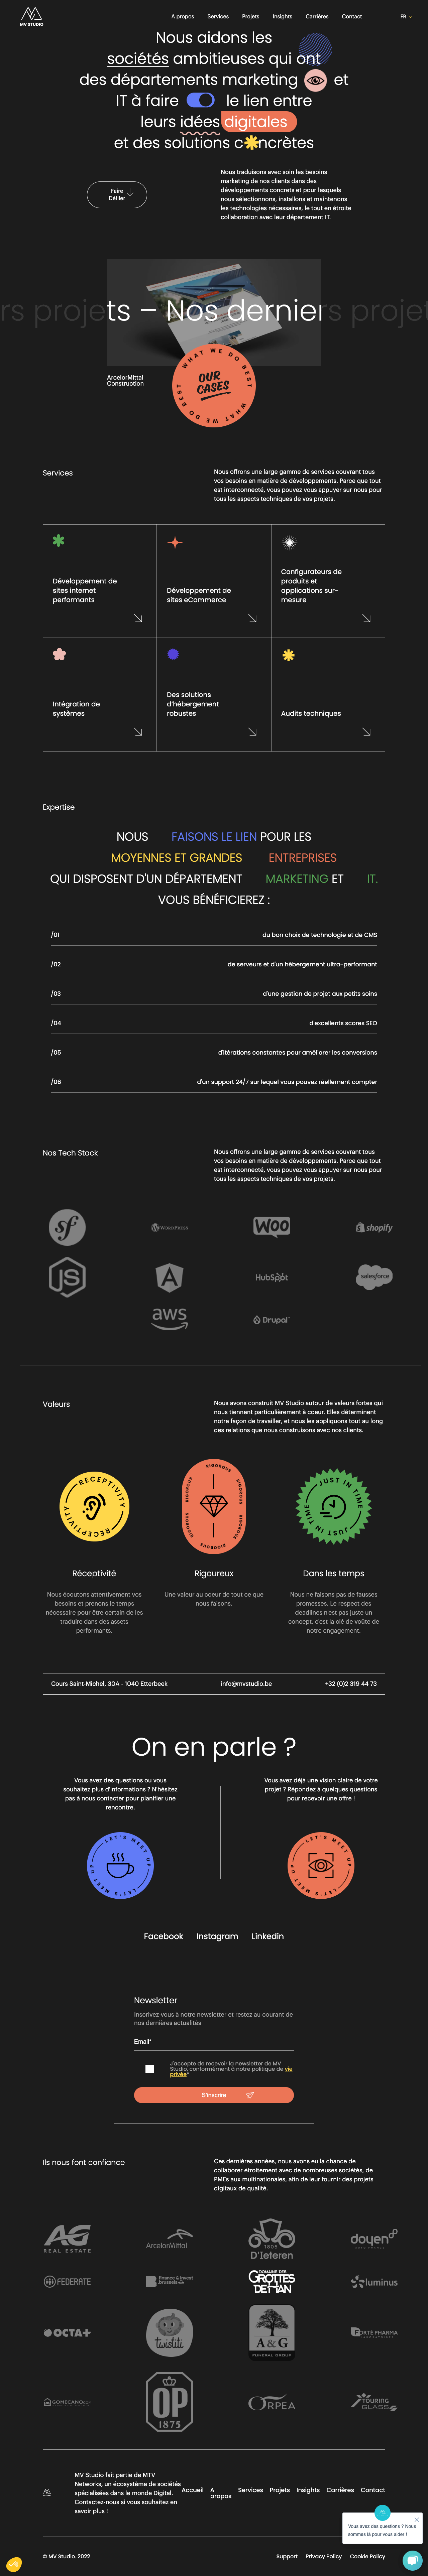 MV STUDIO
A propos Services Projets Insights Carrières Contact FR
Nous aidons les
sociétés ambitieuses qui ont
des départements marketing et
IT à faire le lien entre
leurs idées digitales
et des solutions c ncrètes
Faire
Défiler
Nous traduisons avec soin les besoins
marketing de nos clients dans des
développements concrets et pour lesquels
nous sélectionnons, installons et maintenons
les technologies nécessaires, le tout en étroite
collaboration avec leur département IT.
rs projets – Nos derniers projet
ArcelorMittal
Construction
WHAT WE DO BEST
OUR
CASES
WHAT WE DO BEST
Services
Nous offrons une large gamme de services couvrant tous
vos besoins en matière de développements. Parce que tout
est interconnecté, vous pouvez vous appuyer sur nous pour
tous les aspects techniques de vos projets.
Développement de
sites internet
performants
Développement de
sites eCommerce
Configurateurs de
produits et
applications sur-
mesure
Intégration de
systèmes
Des solutions
d'hébergement
robustes
Audits techniques
Expertise
NOUS FAISONS LE LIEN POUR LES
MOYENNES ET GRANDES ENTREPRISES
QUI DISPOSENT D'UN DÉPARTEMENT MARKETING ET IT.
VOUS BÉNÉFICIEREZ :
/01 du bon choix de technologie et de CMS
/02 de serveurs et d'un hébergement ultra-performant
/03 d'une gestion de projet aux petits soins
/04 d'excellents scores SEO
/05 d'itérations constantes pour améliorer les conversions
/06 d'un support 24/7 sur lequel vous pouvez réellement compter
Nos Tech Stack
Nous offrons une large gamme de services couvrant tous
vos besoins en matière de développements. Parce que tout
est interconnecté, vous pouvez vous appuyer sur nous pour
tous les aspects techniques de vos projets.
sf WORDPRESS WOO shopify
JS A HubSpot salesforce
aws Drupal
Valeurs
Nous avons construit MV Studio autour de valeurs fortes qui
nous tiennent particulièrement à coeur. Elles déterminent
notre façon de travailler, et nous les appliquons tout au long
des relations que nous construisons avec nos clients.
RECEPTIVITY RECEPTIVITY
RIGOROUS RIGOROUS RIGOROUS RIGOROUS RIGOROUS RIGOROUS
JUST IN TIME JUST IN TIME
Réceptivité
Nous écoutons attentivement vos
besoins et prenons le temps
nécessaire pour être certain de les
traduire dans des assets
performants.
Rigoureux
Une valeur au coeur de tout ce que
nous faisons.
Dans les temps
Nous ne faisons pas de fausses
promesses. Le respect des
deadlines n'est pas juste un
concept, c'est la clé de voûte de
notre engagement.
Cours Saint-Michel, 30A - 1040 Etterbeek info@mvstudio.be +32 (0)2 319 44 73
On en parle ?
Vous avez des questions ou vous
souhaitez plus d'informations ? N'hésitez
pas à nous contacter pour planifier une
rencontre.
Vous avez déjà une vision claire de votre
projet ? Répondez à quelques questions
pour recevoir une offre !
LET'S MEET UP LET'S MEET UP
LET'S MEET UP LET'S MEET UP
Facebook Instagram Linkedin
Newsletter
Inscrivez-vous à notre newsletter et restez au courant de
nos dernières actualités
Email*
J'accepte de recevoir la newsletter de MV
Studio, conformément à notre politique de vie
privée*
S'inscrire
Ils nous font confiance
Ces dernières années, nous avons eu la chance de
collaborer étroitement avec de nombreuses sociétés, de
PMEs aux multinationales, afin de leur fournir des projets
digitaux de qualité.
AG
REAL ESTATE
ArcelorMittal
1805
D'Ieteren
doyen
FEDERATE
finance & invest
brussels
DOMAINE DES
GROTTES
DE HAN
luminus
OCTA+
twistiti
A & G
FUNERAL GROUP
FORTÉ PHARMA
GOMECANO
OP
1875
ORPEA
TOURING
GLASS
MV Studio fait partie de MTV
Networks, un écosystème de sociétés
spécialisées dans le monde Digital.
Contactez-nous si vous souhaitez en
savoir plus !
Accueil A propos Services Projets Insights Carrières Contact
Vous avez des questions ? Nous
sommes là pour vous aider !
© MV Studio. 2022 Support Privacy Policy Cookie Policy